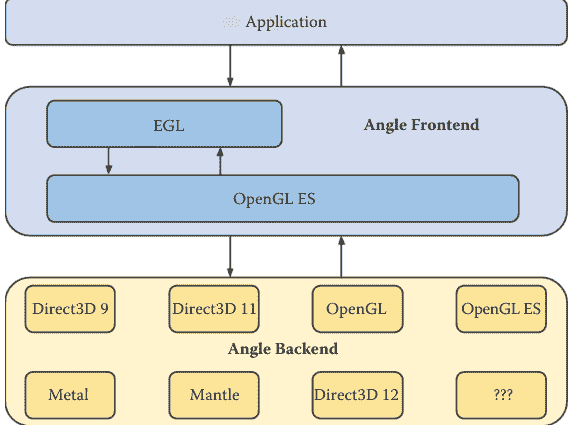 Application
EGL
Angle Frontend
OpenGL ES
Direct3D 9
Direct3D 11
OpenGL
OpenGL ES
Angle Backend
Metal
Mantle
Direct3D 12
???